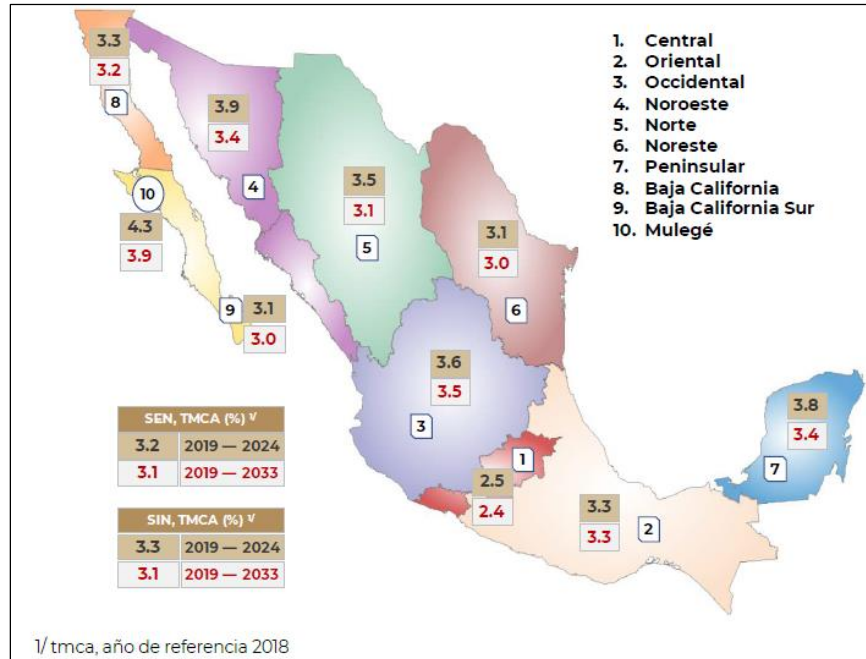 3.3
3.2
8
3.9
3.4
4
10
4.3
3.9
9
3.1
3.0
3.5
3.1
5
3.1
3.0
6
3.6
3.5
3
1
2.5
2.4
3.3
3.3
2
3.8
3.4
7
1. Central
2. Oriental
3. Occidental
4. Noroeste
5. Norte
6. Noreste
7. Peninsular
8. Baja California
9. Baja California Sur
10. Mulegé
SEN, TMCA (%) 1/
3.2 2019 — 2024
3.1 2019 — 2033
SIN, TMCA (%) 1/
3.3 2019 — 2024
3.1 2019 — 2033
1/ tmca, año de referencia 2018